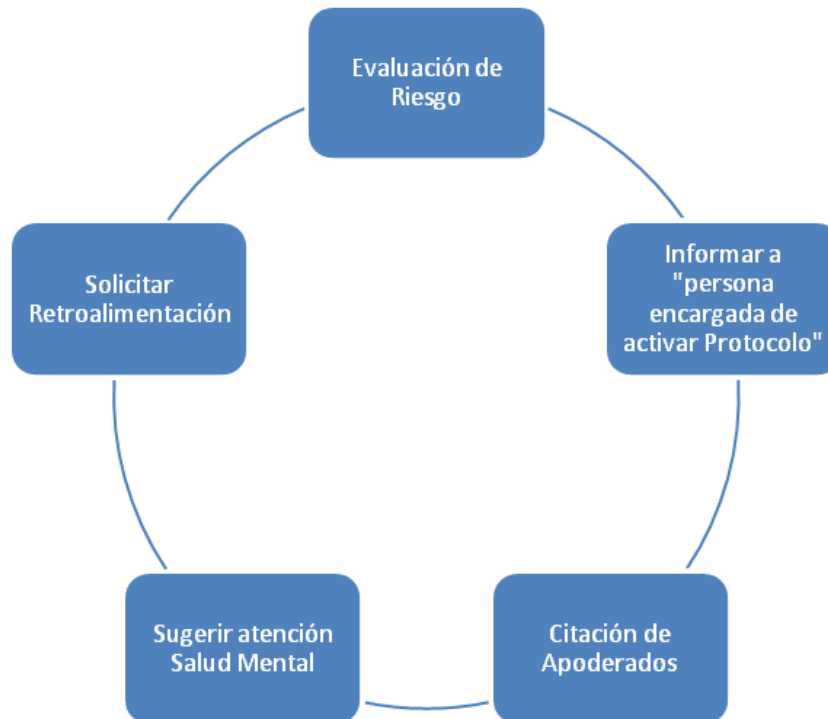 Evaluación de
Riesgo
Informar a
"persona
encargada de
activar Protocolo"
Citación de
Apoderados
Sugerir atención
Salud Mental
Solicitar
Retroalimentación